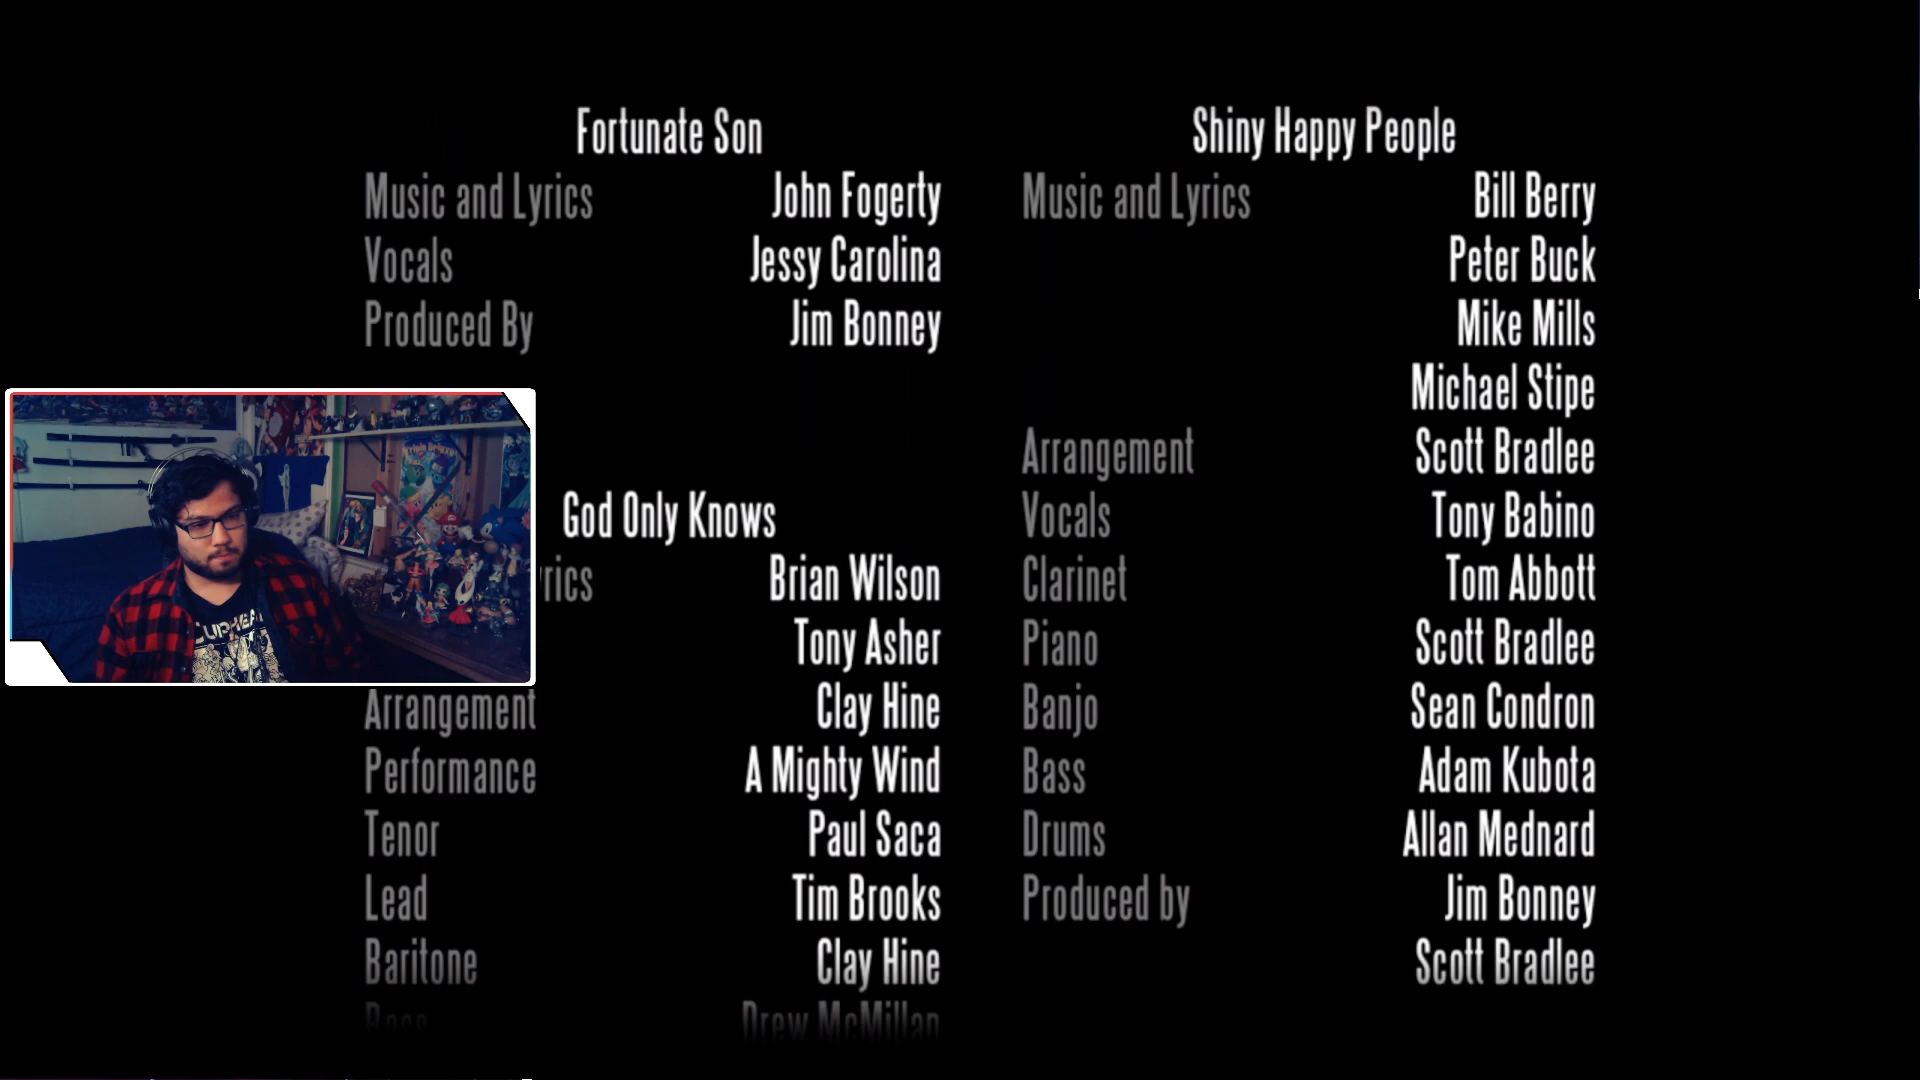 Fortunate Son
Music and Lyrics John Fogerty
Vocals Jessy Carolina
Produced By Jim Bonney
God Only Knows
Brian Wilson
Tony Asher
Arrangement Clay Hine
Performance A Mighty Wind
Tenor Paul Saca
Lead Tim Brooks
Baritone Clay Hine
Bass Drew McMillan
Shiny Happy People
Music and Lyrics Bill Berry
Peter Buck
Mike Mills
Michael Stipe
Arrangement Scott Bradlee
Vocals Tony Babino
Clarinet Tom Abbott
Piano Scott Bradlee
Banjo Sean Condron
Bass Adam Kubota
Drums Allan Mednard
Produced by Jim Bonney
Scott Bradlee